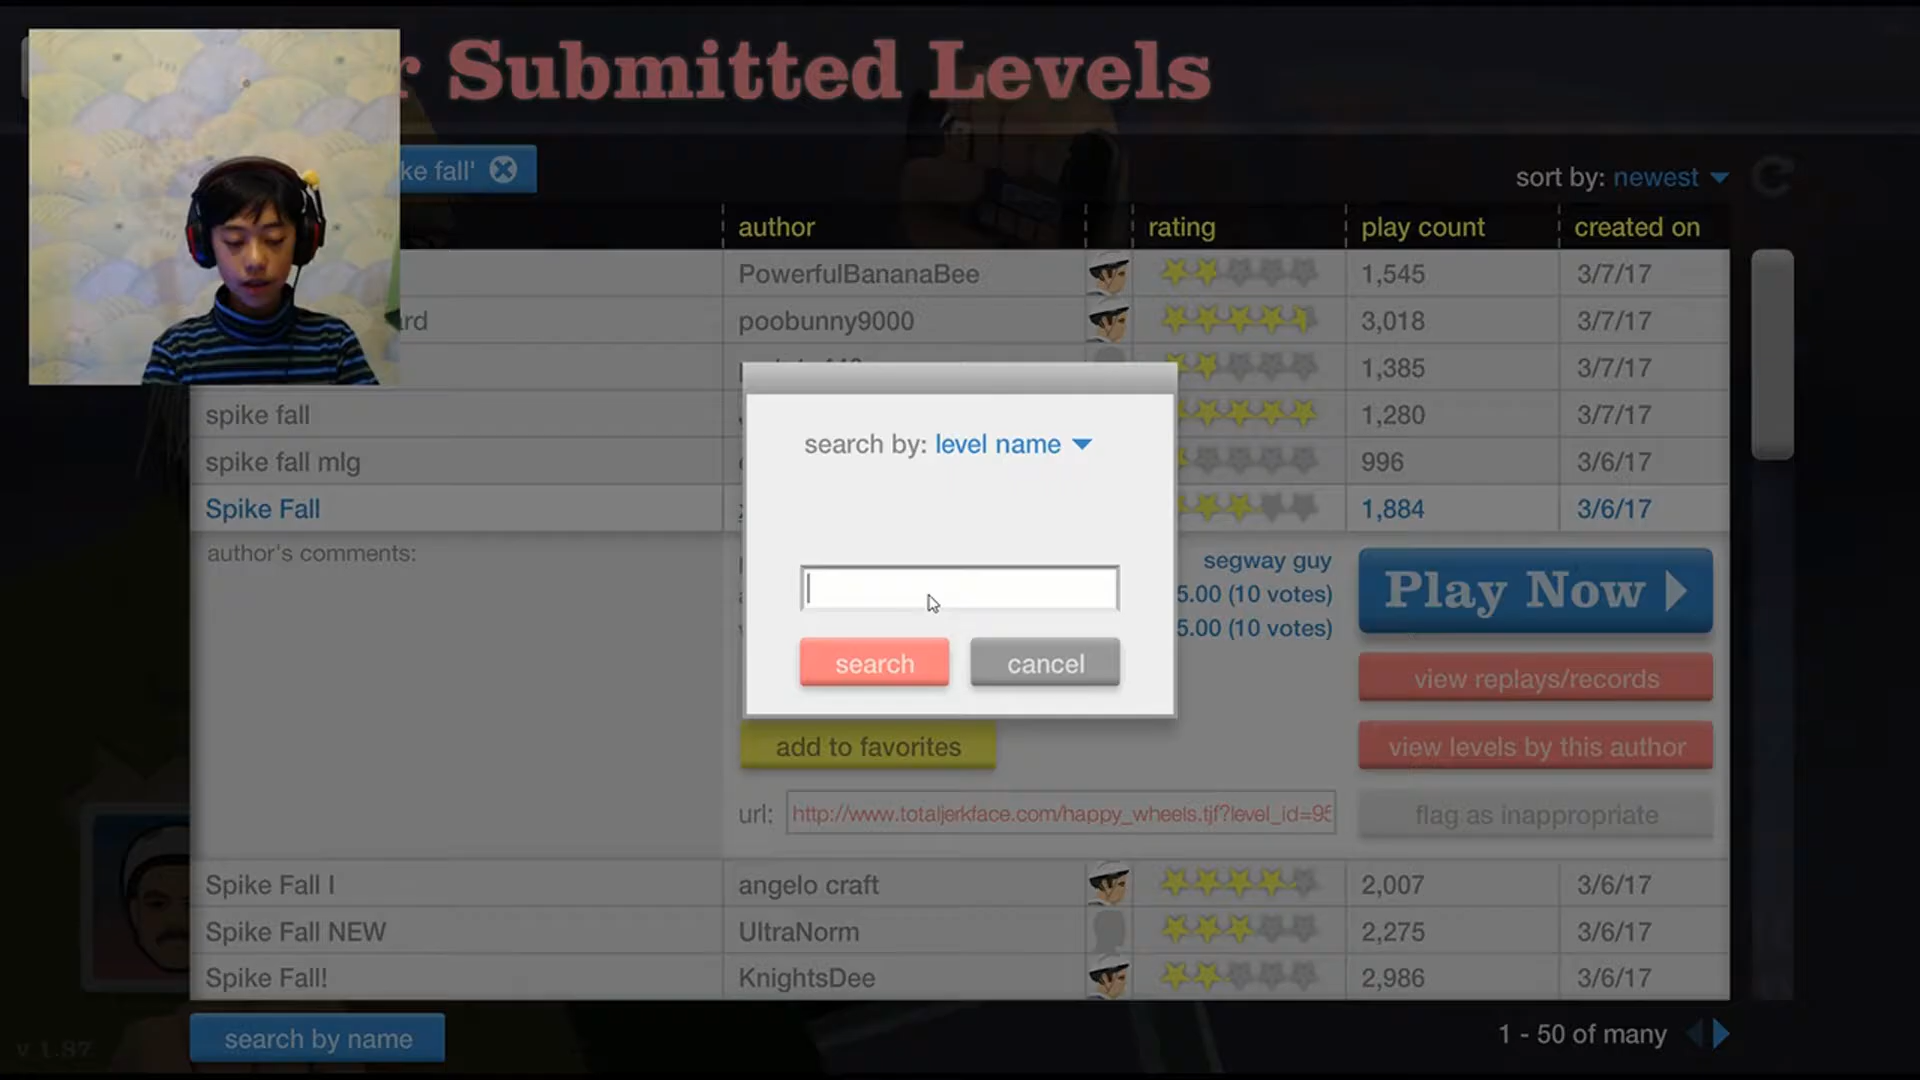 r Submitted Levels
ke fall'
sort by: newest
author rating play count created on
PowerfulBananaBee 1,545 3/7/17
ard poobunny9000 3,018 3/7/17
1,385 3/7/17
spike fall 1,280 3/7/17
spike fall mlg 996 3/6/17
Spike Fall 1,884 3/6/17
author's comments:
search by: level name
search cancel
segway guy
5.00 (10 votes)
5.00 (10 votes)
Play Now
view replays/records
add to favorites
view levels by this author
url: http://www.totaljerkface.com/happy_wheels.tjf?level_id=95
flag as inappropriate
Spike Fall I angelo craft 2,007 3/6/17
Spike Fall NEW UltraNorm 2,275 3/6/17
Spike Fall! KnightsDee 2,986 3/6/17
search by name
1 - 50 of many
v 1.87